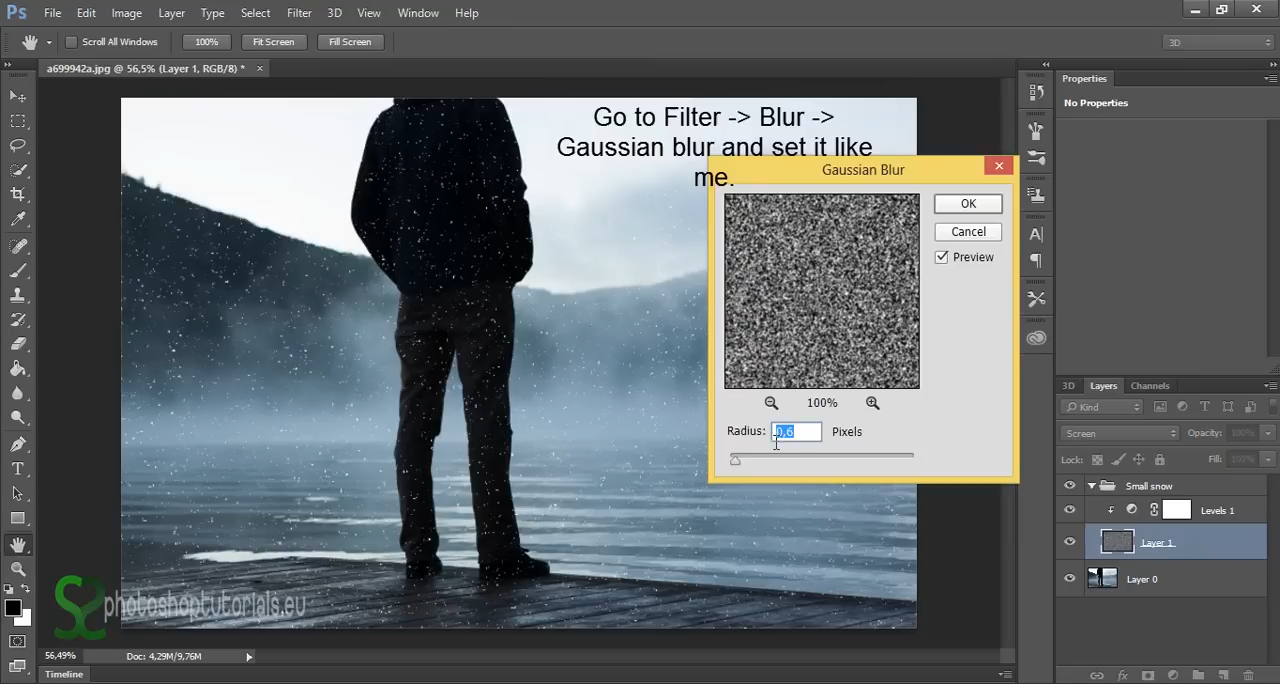 Ps File Edit Image Layer Type Select Filter 3D View Window Help
Scroll All Windows 100% Fit Screen Fill Screen 3D
a699942a.jpg @ 56,5% (Layer 1, RGB/8) *
Properties
No Properties
Go to Filter -> Blur ->
Gaussian blur and set it like
me.
Gaussian Blur
OK
Cancel
Preview
100%
Radius: 0,6 Pixels
3D Layers Channels
Kind
Screen Opacity: 100%
Lock: Fill: 100%
Small snow
Levels 1
Layer 1
Layer 0
photoshoptutorials.eu
56,49% Doc: 4,29M/9,76M
Timeline